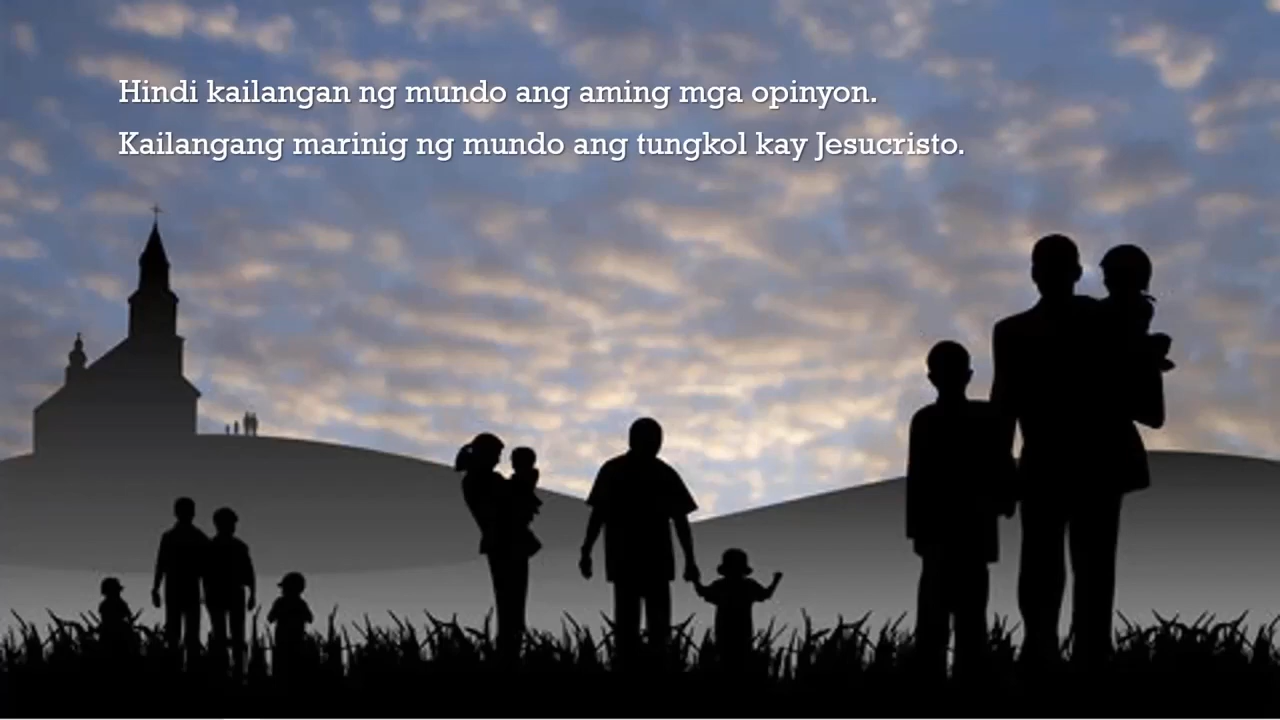 Hindi kailangan ng mundo ang aming mga opinyon.
Kailangang marinig ng mundo ang tungkol kay Jesucristo.